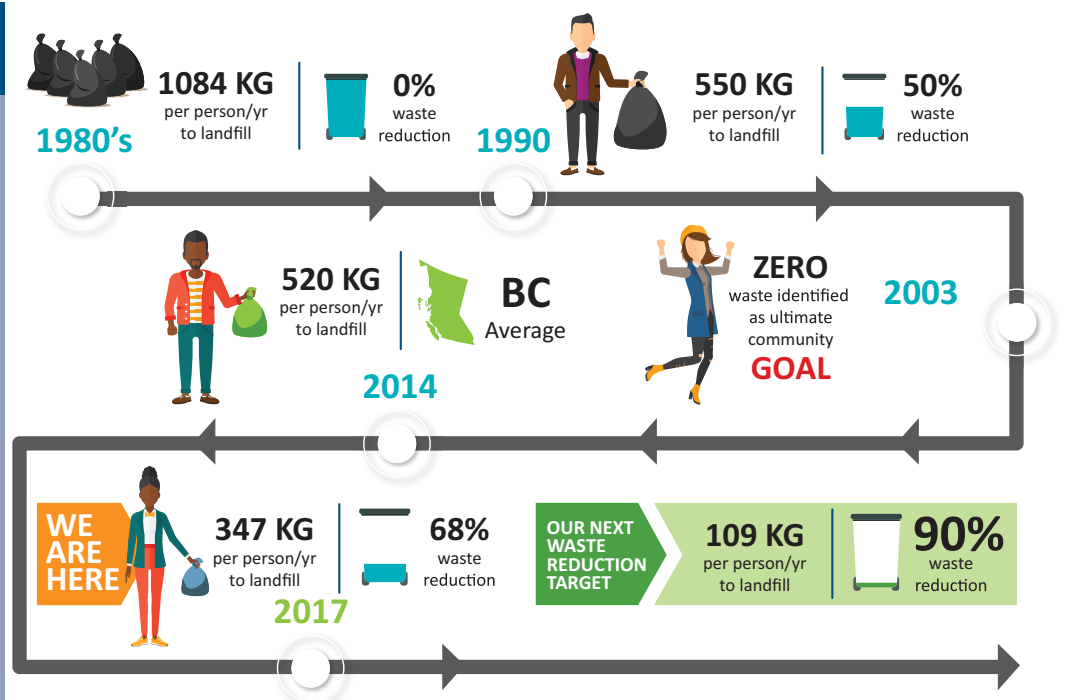 1084 KG
per person/yr
to landfill
0%
waste
reduction
1980’s
1990
550 KG
per person/yr
to landfill
50%
waste
reduction
2003
ZERO
waste identified
as ultimate
community
GOAL
520 KG
per person/yr
to landfill
BC
Average
2014
WE
ARE
HERE
347 KG
per person/yr
to landfill
68%
waste
reduction
2017
OUR NEXT
WASTE
REDUCTION
TARGET
109 KG
per person/yr
to landfill
90%
waste
reduction